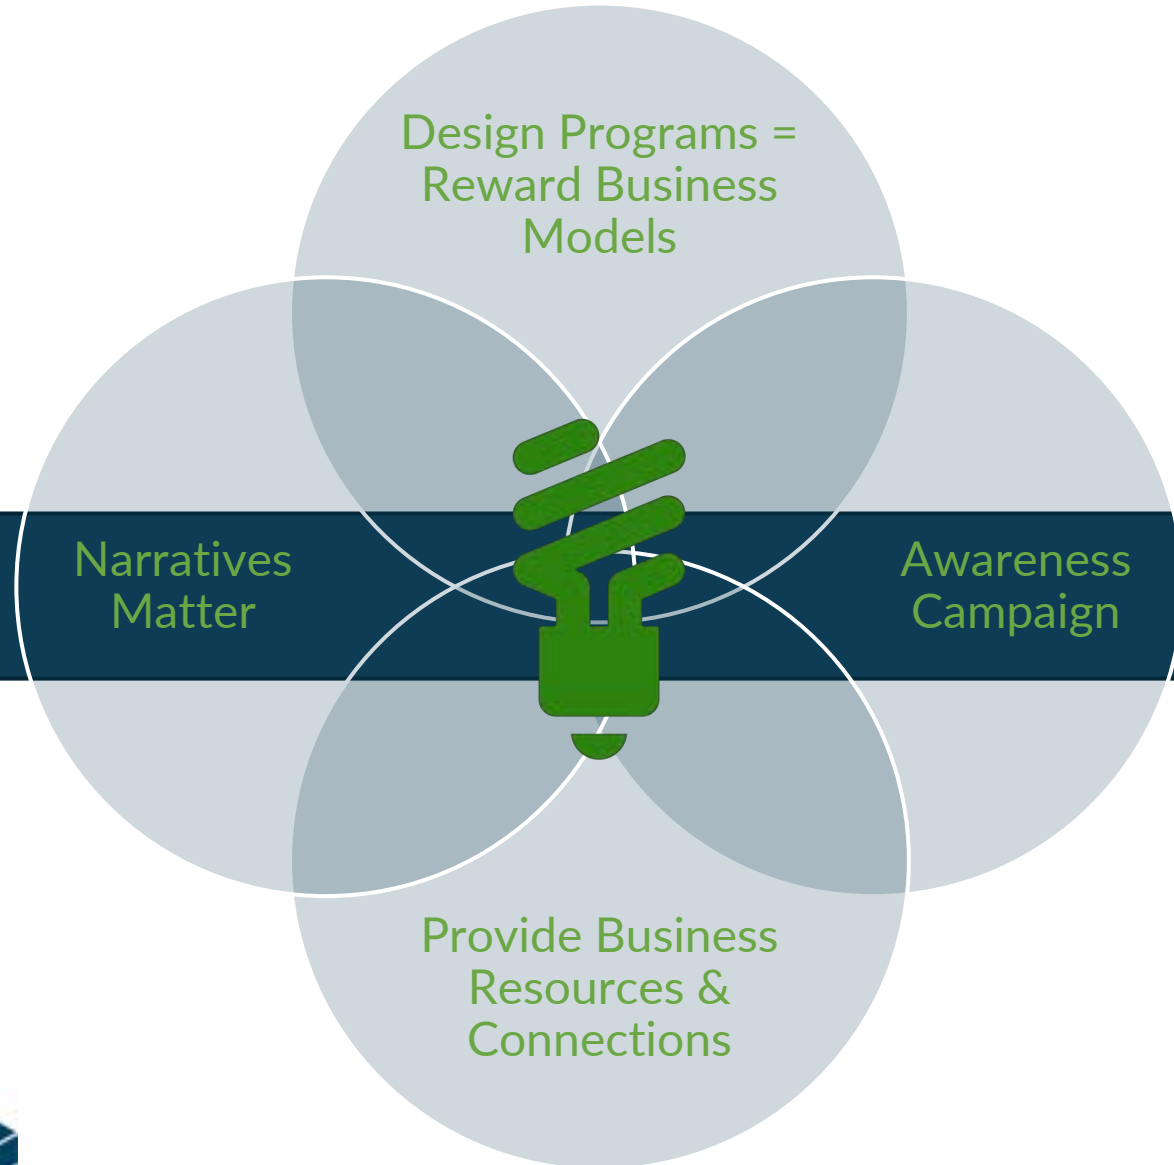 Design Programs =
Reward Business
Models
Narratives
Matter
Awareness
Campaign
Provide Business
Resources &
Connections